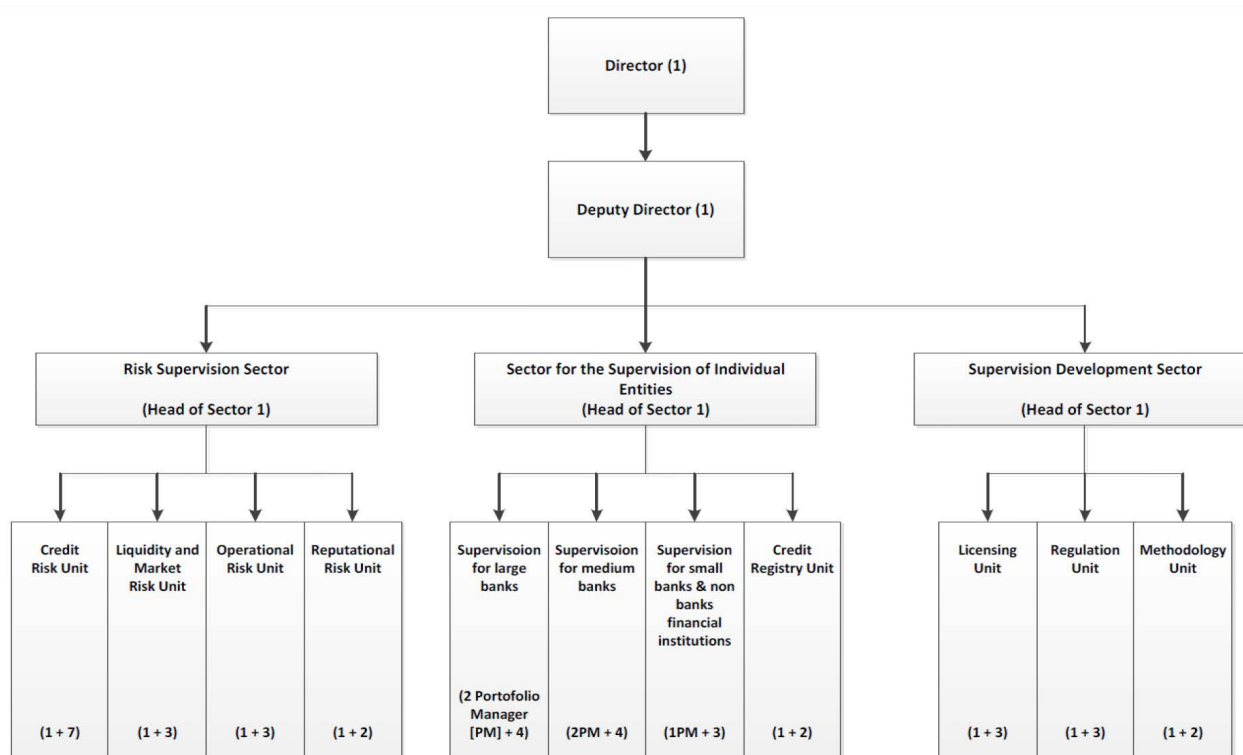 Director (1)
Deputy Director (1)
Risk Supervision Sector
(Head of Sector 1)
Sector for the Supervision of Individual
Entities
(Head of Sector 1)
Supervision Development Sector
(Head of Sector 1)
Credit
Risk Unit
(1 + 7)
Liquidity and
Market
Risk Unit
(1 + 3)
Operational
Risk Unit
(1 + 3)
Reputational
Risk Unit
(1 + 2)
Supervisoion
for large
banks
(2 Portofolio
Manager
[PM] + 4)
Supervisoion
for medium
banks
(2PM + 4)
Supervision
for small
banks & non
banks
financial
institutions
(1PM + 3)
Credit
Registry Unit
(1 + 2)
Licensing
Unit
(1 + 3)
Regulation
Unit
(1 + 3)
Methodology
Unit
(1 + 2)